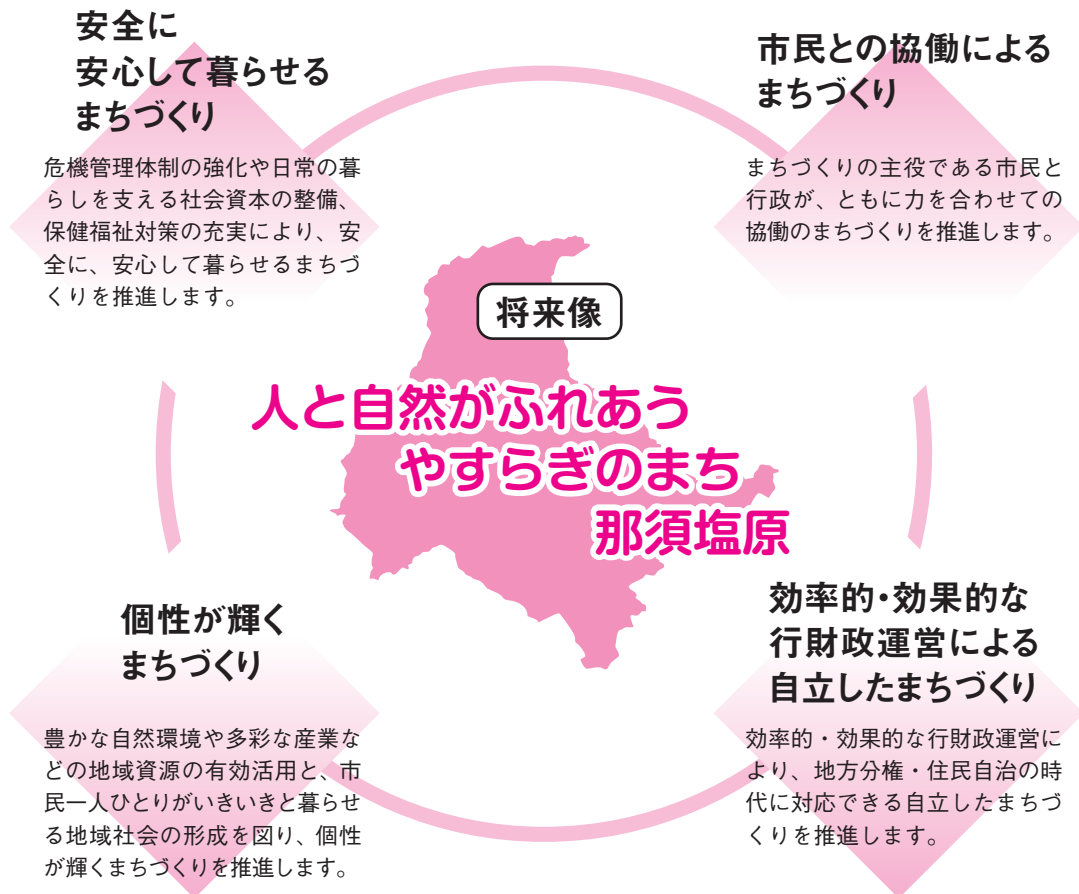 安全に
安心して暮らせる
まちづくり
危機管理体制の強化や日常の暮
らしを支える社会資本の整備、
保健福祉対策の充実により、安
全に、安心して暮らせるまちづ
くりを推進します。
市民との協働による
まちづくり
まちづくりの主役である市民と
行政が、ともに力を合わせての
協働のまちづくりを推進します。
将来像
人と自然がふれあう
やすらぎのまち
那須塩原
個性が輝く
まちづくり
豊かな自然環境や多彩な産業な
どの地域資源の有効活用と、市
民一人ひとりがいきいきと暮らせ
る地域社会の形成を図り、個性
が輝くまちづくりを推進します。
効率的・効果的な
行財政運営による
自立したまちづくり
効率的・効果的な行財政運営に
より、地方分権・住民自治の時
代に対応できる自立したまちづ
くりを推進します。